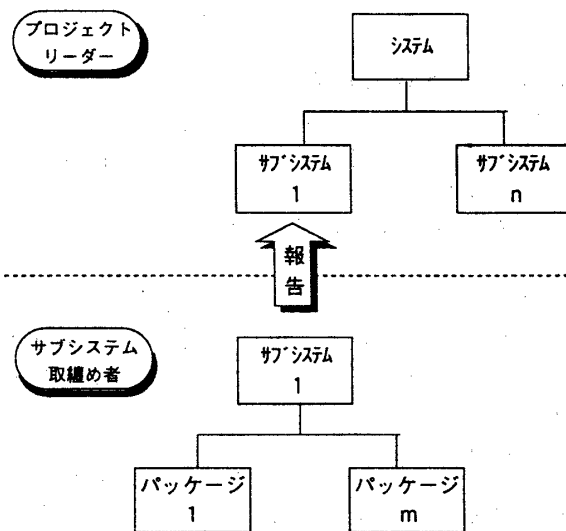 プロジェクト
リーダー
システム
サブシステム
1
サブシステム
n
報
告
サブシステム
取纏め者
サブシステム
1
パッケージ
1
パッケージ
m